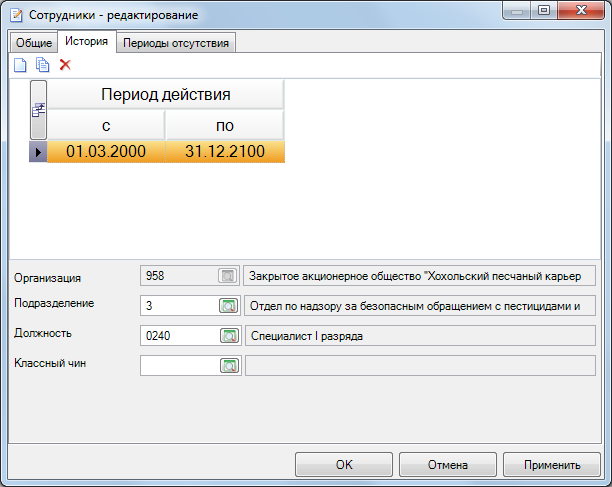 Сотрудники - редактирование
Общие История Периоды отсутствия
Период действия
с по
01.03.2000 31.12.2100
Организация 958 Закрытое акционерное общество "Хохольский песчаный карьер
Подразделение 3 Отдел по надзору за безопасным обращением с пестицидами и
Должность 0240 Специалист I разряда
Классный чин
OK Отмена Применить